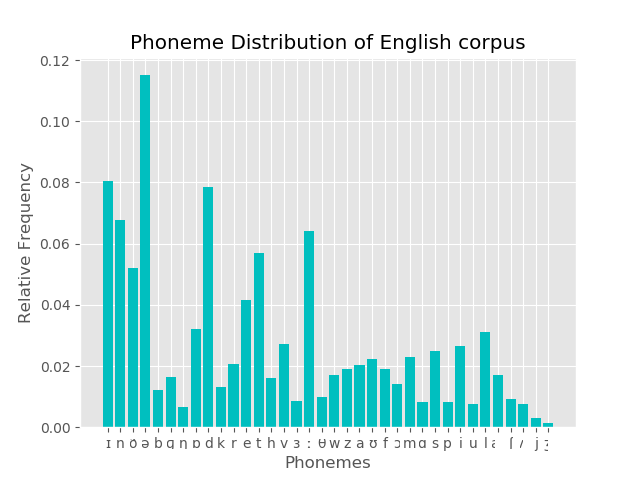 Phoneme Distribution of English corpus
0.12
0.10
0.08
0.06
0.04
0.02
0.00
Relative Frequency
ɪ n ə b d k r e t h v ɜ ː w z a ʊ f ɔ m ɑ s p i u l ʃ j ʒ
Phonemes